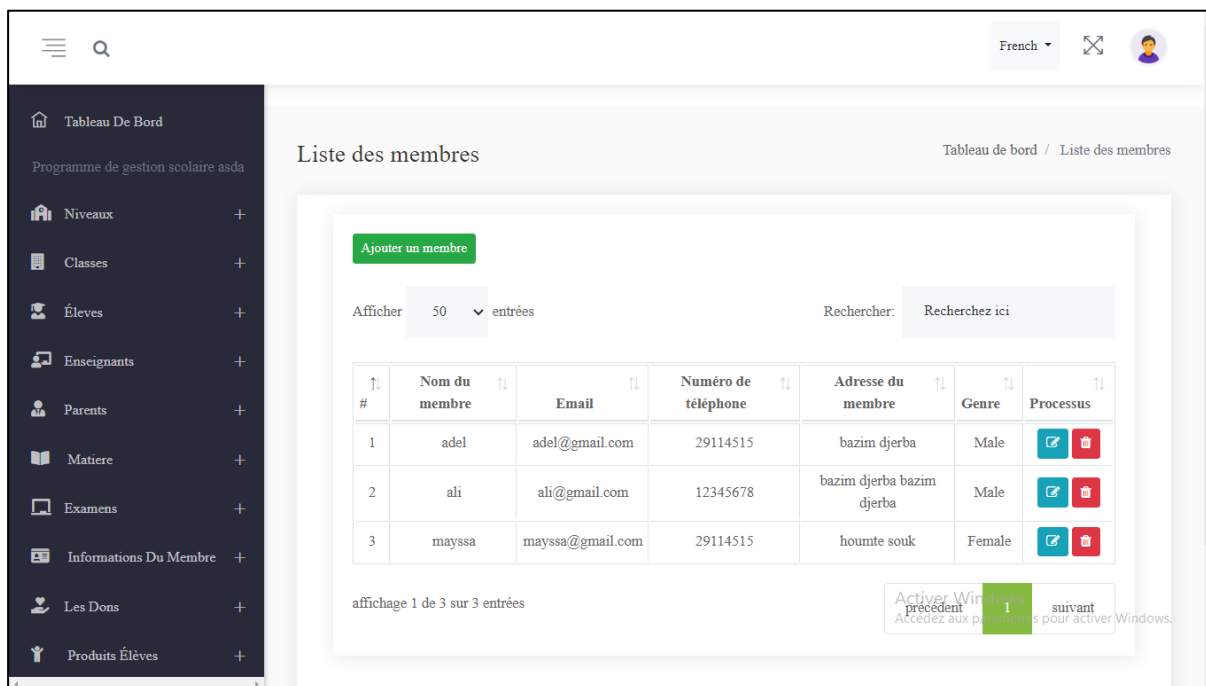 French
Tableau De Bord
Programme de gestion scolaire asda
Niveaux
Classes
Éleves
Enseignants
Parents
Matiere
Examens
Informations Du Membre
Les Dons
Produits Élèves
Liste des membres
Tableau de bord / Liste des membres
Ajouter un membre
Afficher 50 entrées
Rechercher: Recherchez ici
# Nom du membre Email Numéro de téléphone Adresse du membre Genre Processus
1 adel adel@gmail.com 29114515 bazim djerba Male
2 ali ali@gmail.com 12345678 bazim djerba bazim djerba Male
3 mayssa mayssa@gmail.com 29114515 houmte souk Female
affichage 1 de 3 sur 3 entrées
précédent 1 suivant
Activer Windows
Accédez aux paramètres pour activer Windows.